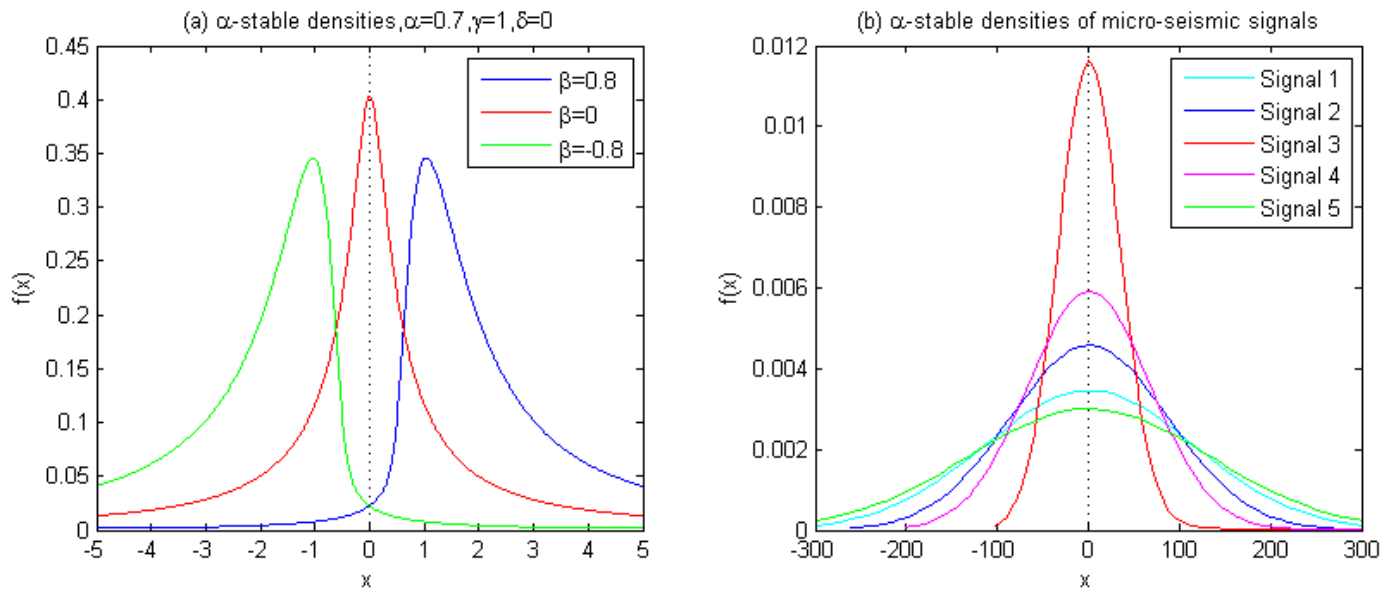 (a) α-stable densities,α=0.7,γ=1,δ=0
0.45
0.4
0.35
0.3
0.25
0.2
0.15
0.1
0.05
0
f(x)
β=0.8
β=0
β=-0.8
-5 -4 -3 -2 -1 0 1 2 3 4 5
x
(b) α-stable densities of micro-seismic signals
0.012
0.01
0.008
0.006
0.004
0.002
0
f(x)
Signal 1
Signal 2
Signal 3
Signal 4
Signal 5
-300 -200 -100 0 100 200 300
x